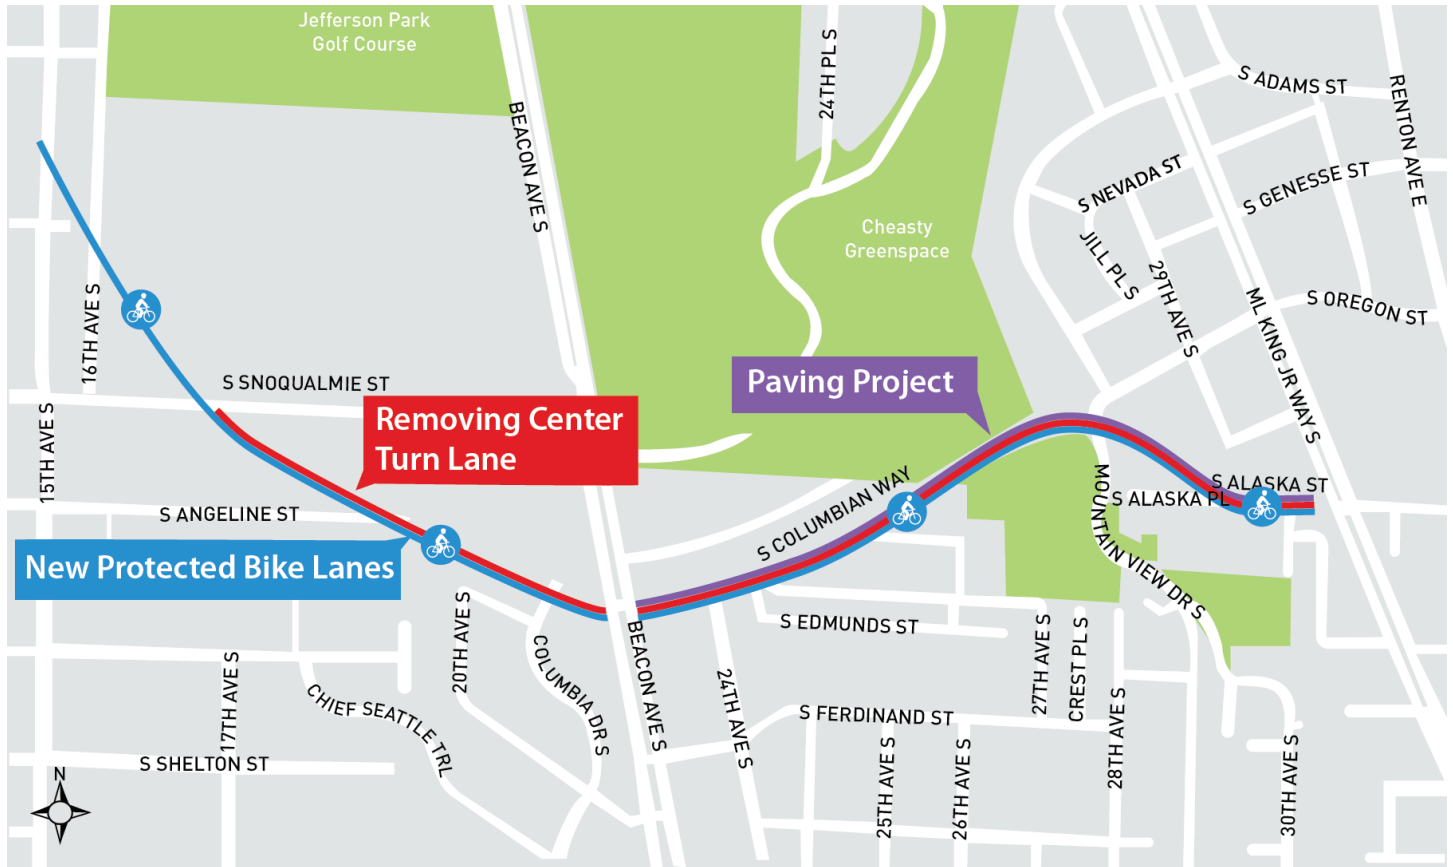 Jefferson Park
Golf Course
24TH PL S
BEACON AVE S
S ADAMS ST
RENTON AVE E
S NEVADA ST
S GENESSE ST
Cheasty
Greenspace
JILL PL S
29TH AVE S
ML KING JR WAY S
S OREGON ST
16TH AVE S
S SNOQUALMIE ST
Paving Project
Removing Center
Turn Lane
15TH AVE S
S ANGELINE ST
S COLUMBIAN WAY
S ALASKA ST
S ALASKA PL
MOUNTAIN VIEW DR S
New Protected Bike Lanes
20TH AVE S
COLUMBIA DR S
BEACON AVE S
S EDMUNDS ST
27TH AVE S
CREST PL S
17TH AVE S
CHIEF SEATTLE TRL
24TH AVE S
S FERDINAND ST
28TH AVE S
S SHELTON ST
25TH AVE S
26TH AVE S
30TH AVE S
N